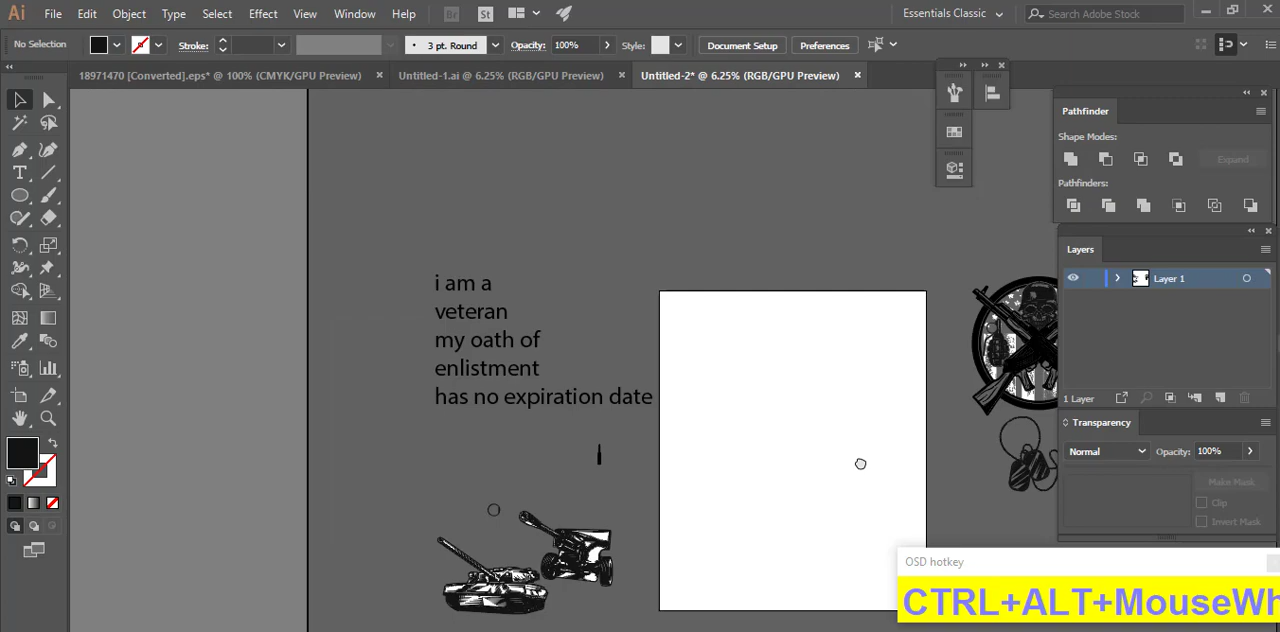 Ai File Edit Object Type Select Effect View Window Help Br St Essentials Classic Search Adobe Stock
No Selection Stroke: 3 pt. Round Opacity: 100% Style: Document Setup Preferences
18971470 [Converted].eps* @ 100% (CMYK/GPU Preview) Untitled-1.ai @ 6.25% (RGB/GPU Preview) Untitled-2* @ 6.25% (RGB/GPU Preview)
Pathfinder
Shape Modes:
Expand
Pathfinders:
Layers
Layer 1
1 Layer
Transparency
Normal Opacity: 100%
Make Mask
Clip
Invert Mask
i am a
veteran
my oath of
enlistment
has no expiration date
OSD hotkey
CTRL+ALT+MouseWh